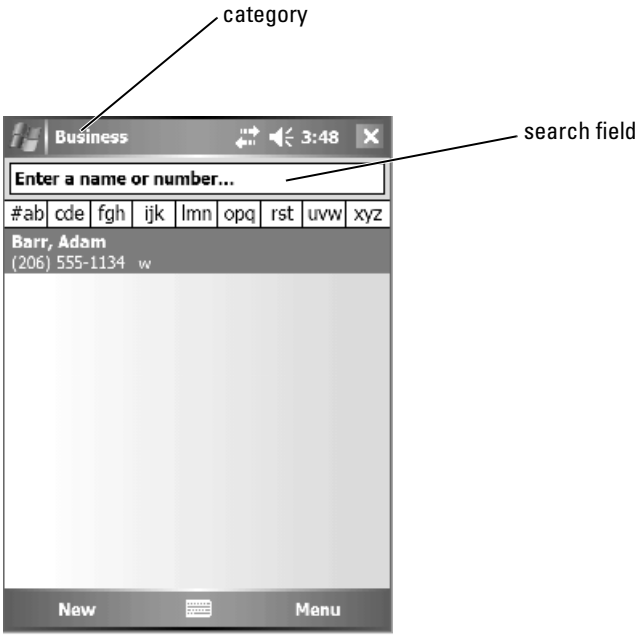 category
Business 3:48
search field
Enter a name or number...
#ab cde fgh ijk lmn opq rst uvw xyz
Barr, Adam
(206) 555-1134 w
New Menu